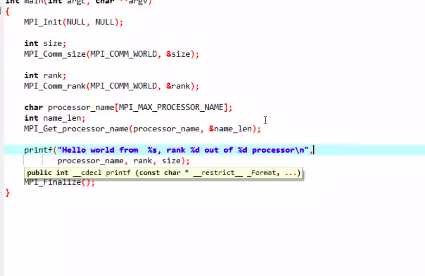 int main(int argc, char **argv)
{
MPI_Init(NULL, NULL);
int size;
MPI_Comm_size(MPI_COMM_WORLD, &size);
int rank;
MPI_Comm_rank(MPI_COMM_WORLD, &rank);
char processor_name[MPI_MAX_PROCESSOR_NAME];
int name_len;
MPI_Get_processor_name(processor_name, &name_len);
printf("Hello world from  %s, rank %d out of %d processor\n",
processor_name, rank, size);
public int __cdecl printf (const char * __restrict__ _Format, ...)
MPI_Finalize();
}